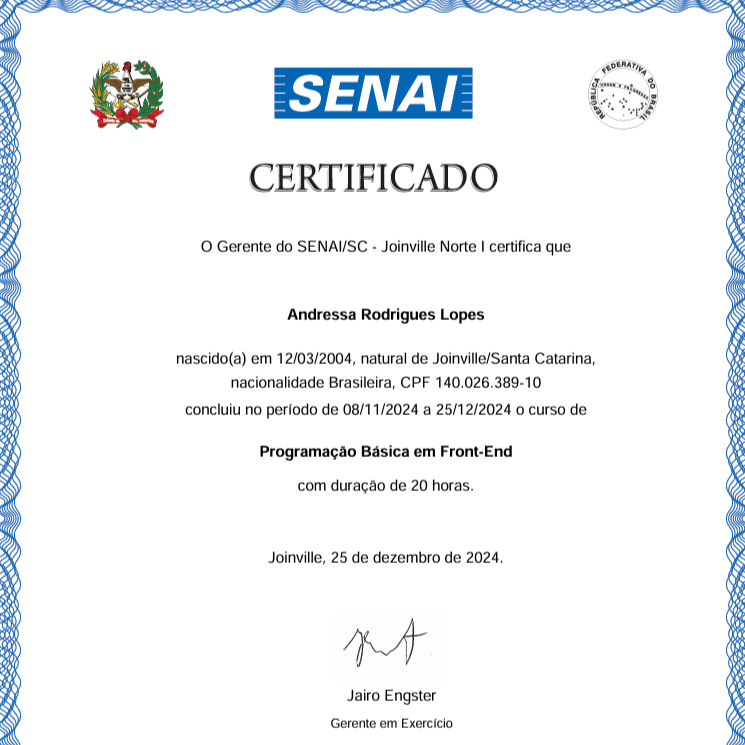 SENAI
REPÚBLICA FEDERATIVA DO BRASIL
ORDEM E PROGRESSO
CERTIFICADO
O Gerente do SENAI/SC - Joinville Norte I certifica que
Andressa Rodrigues Lopes
nascido(a) em 12/03/2004, natural de Joinville/Santa Catarina,
nacionalidade Brasileira, CPF 140.026.389-10
concluiu no período de 08/11/2024 a 25/12/2024 o curso de
Programação Básica em Front-End
com duração de 20 horas.
Joinville, 25 de dezembro de 2024.
Jairo Engster
Gerente em Exercício